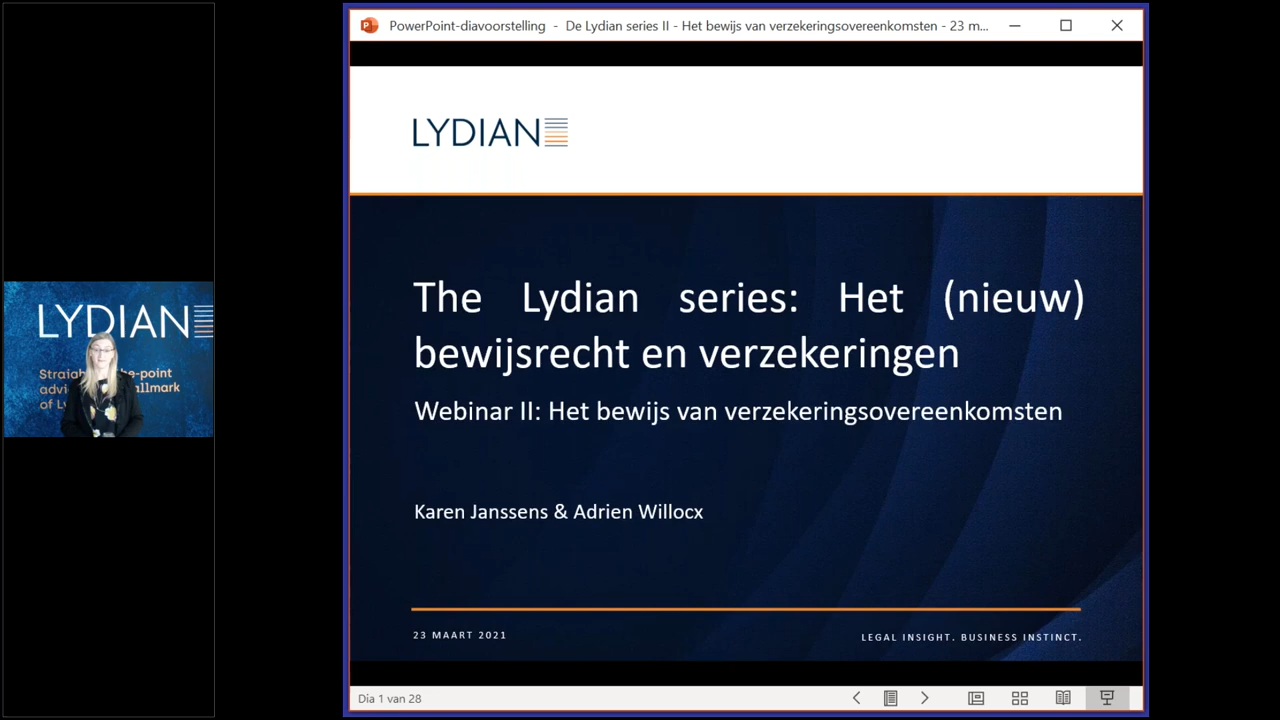 PowerPoint-diavoorstelling - De Lydian series II - Het bewijs van verzekeringsovereenkomsten - 23 m...
LYDIAN
The Lydian series: Het (nieuw)
bewijsrecht en verzekeringen
Webinar II: Het bewijs van verzekeringsovereenkomsten
Karen Janssens & Adrien Willocx
23 MAART 2021
LEGAL INSIGHT. BUSINESS INSTINCT.
Dia 1 van 28
LYDIAN